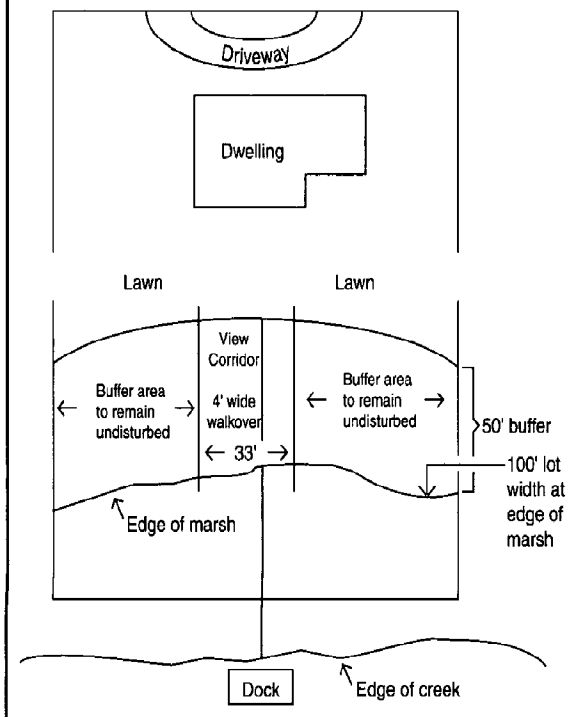 Driveway
Dwelling
Lawn
Lawn
View
Corridor
4' wide
walkover
33'
Buffer area
to remain
undisturbed
Buffer area
to remain
undisturbed
50' buffer
100' lot
width at
edge of
marsh
Edge of marsh
Dock
Edge of creek